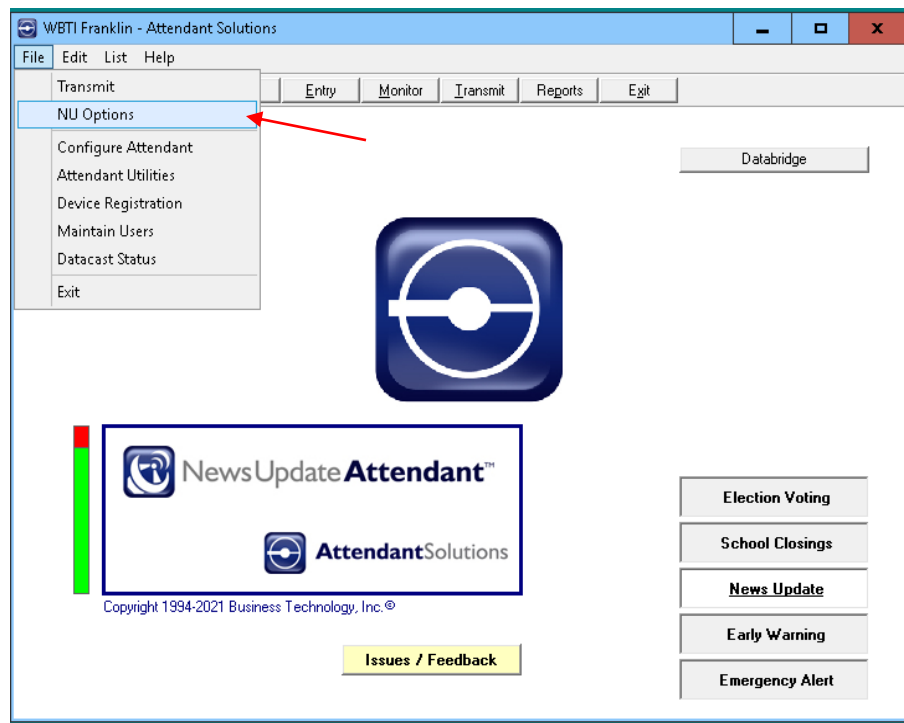 WBTI Franklin - Attendant Solutions
File Edit List Help
Transmit
NU Options
Configure Attendant
Attendant Utilities
Device Registration
Maintain Users
Datacast Status
Exit
Entry Monitor Transmit Reports Exit
Databridge
NewsUpdate Attendant™
AttendantSolutions
Copyright 1994-2021 Business Technology, Inc.©
Issues / Feedback
Election Voting
School Closings
News Update
Early Warning
Emergency Alert